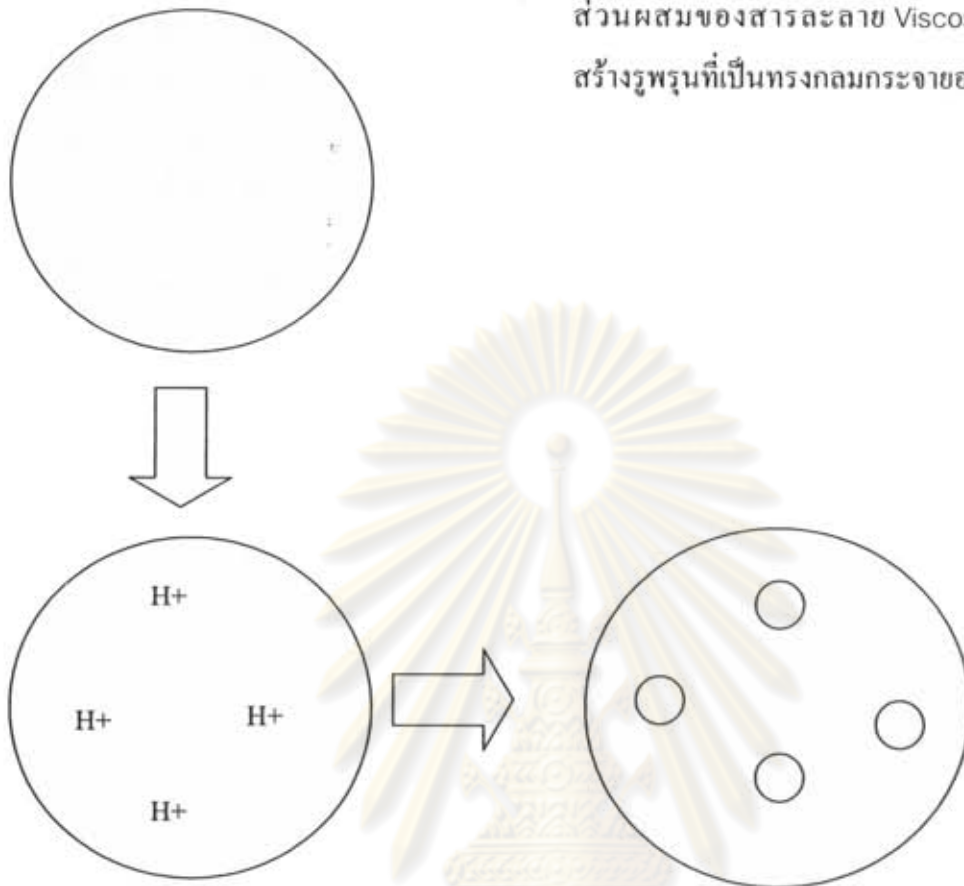 ส่วนผสมของสารละลาย Visco
สร้างรูพรุนที่เป็นทรงกลมกระจายอ
H+
H+ H+
H+